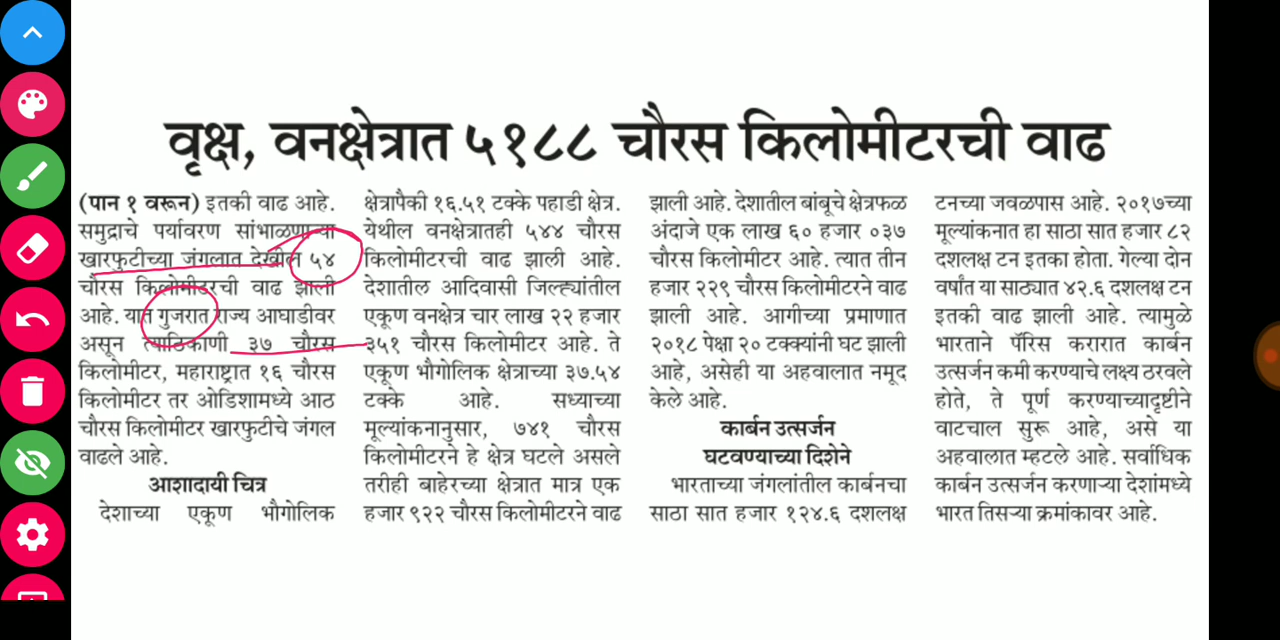 वृक्ष, वनक्षेत्रात ५१८८ चौरस किलोमीटरची वाढ
(पान १ वरून) इतकी वाढ आहे.
समुद्राचे पर्यावरण सांभाळणाऱ्या
खारफुटीच्या जंगलात देखील ५४
चौरस किलोमीटरची वाढ झाली
आहे. यात गुजरात राज्य आघाडीवर
असून त्याठिकाणी ३७ चौरस
किलोमीटर, महाराष्ट्रात १६ चौरस
किलोमीटर तर ओडिशामध्ये आठ
चौरस किलोमीटर खारफुटीचे जंगल
वाढले आहे.
आशादायी चित्र
देशाच्या एकूण भौगोलिक
क्षेत्रापैकी १६.५१ टक्के पहाडी क्षेत्र.
येथील वनक्षेत्रातही ५४४ चौरस
किलोमीटरची वाढ झाली आहे.
देशातील आदिवासी जिल्ह्यांतील
एकूण वनक्षेत्र चार लाख २२ हजार
३५१ चौरस किलोमीटर आहे. ते
एकूण भौगोलिक क्षेत्राच्या ३७.५४
टक्के आहे. सध्याच्या
मूल्यांकनानुसार, ७४१ चौरस
किलोमीटरने हे क्षेत्र घटले असले
तरीही बाहेरच्या क्षेत्रात मात्र एक
हजार ९२२ चौरस किलोमीटरने वाढ
झाली आहे. देशातील बांबूचे क्षेत्रफळ
अंदाजे एक लाख ६० हजार ०३७
चौरस किलोमीटर आहे. त्यात तीन
हजार २२९ चौरस किलोमीटरने वाढ
झाली आहे. आगीच्या प्रमाणात
२०१८ पेक्षा २० टक्क्यांनी घट झाली
आहे, असेही या अहवालात नमूद
केले आहे.
कार्बन उत्सर्जन
घटवण्याच्या दिशेने
भारताच्या जंगलांतील कार्बनचा
साठा सात हजार १२४.६ दशलक्ष
टनच्या जवळपास आहे. २०१७च्या
मूल्यांकनात हा साठा सात हजार ८२
दशलक्ष टन इतका होता. गेल्या दोन
वर्षांत या साठ्यात ४२.६ दशलक्ष टन
इतकी वाढ झाली आहे. त्यामुळे
भारताने पॅरिस करारात कार्बन
उत्सर्जन कमी करण्याचे लक्ष्य ठरवले
होते, ते पूर्ण करण्याच्यादृष्टीने
वाटचाल सुरू आहे, असे या
अहवालात म्हटले आहे. सर्वाधिक
कार्बन उत्सर्जन करणाऱ्या देशांमध्ये
भारत तिसऱ्या क्रमांकावर आहे.